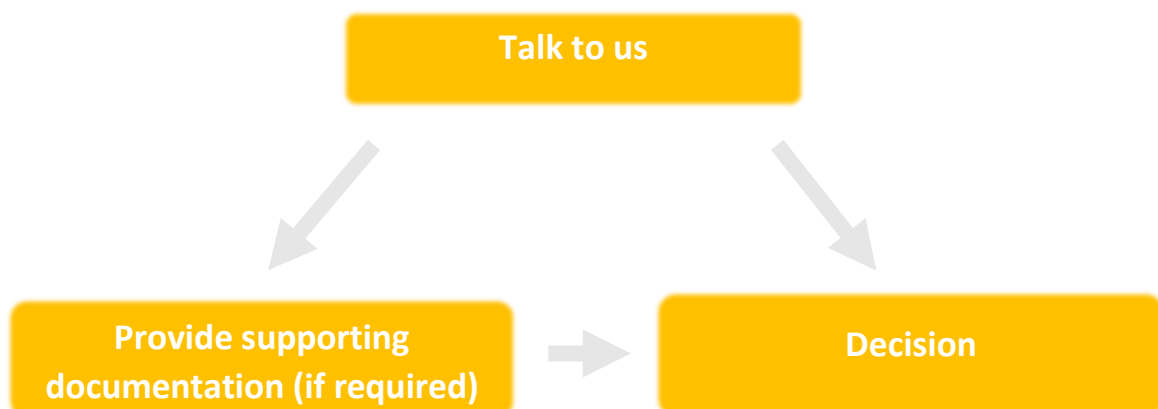 Talk to us
Provide supporting
documentation (if required)
Decision